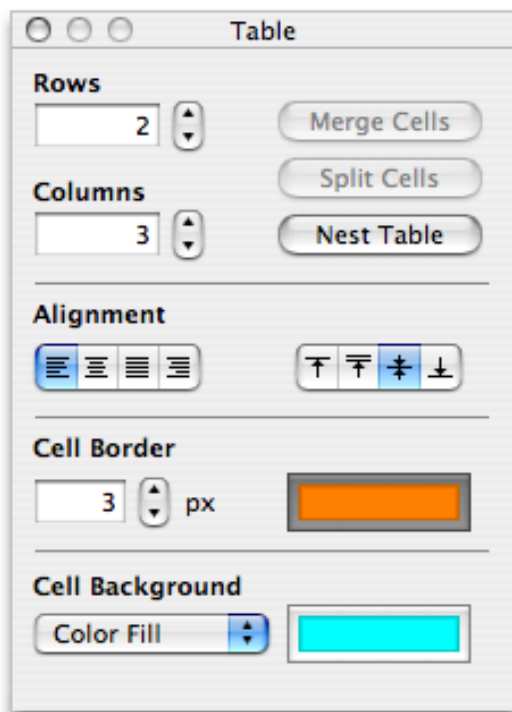 Table
Rows
2
Merge Cells
Split Cells
Columns
3
Nest Table
Alignment
Cell Border
3 px
Cell Background
Color Fill